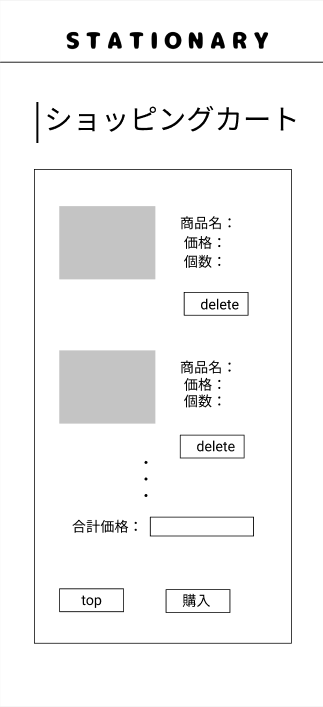 STATIONARY
ショッピングカート
商品名：
価格：
個数：
delete
商品名：
価格：
個数：
delete
合計価格：
top
購入